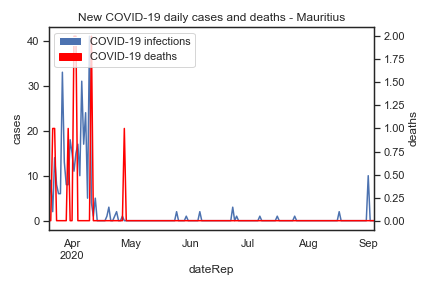 New COVID-19 daily cases and deaths - Mauritius
COVID-19 infections
COVID-19 deaths
cases
40
30
20
10
0
deaths
2.00
1.75
1.50
1.25
1.00
0.75
0.50
0.25
0.00
Apr May Jun Jul Aug Sep
2020
dateRep